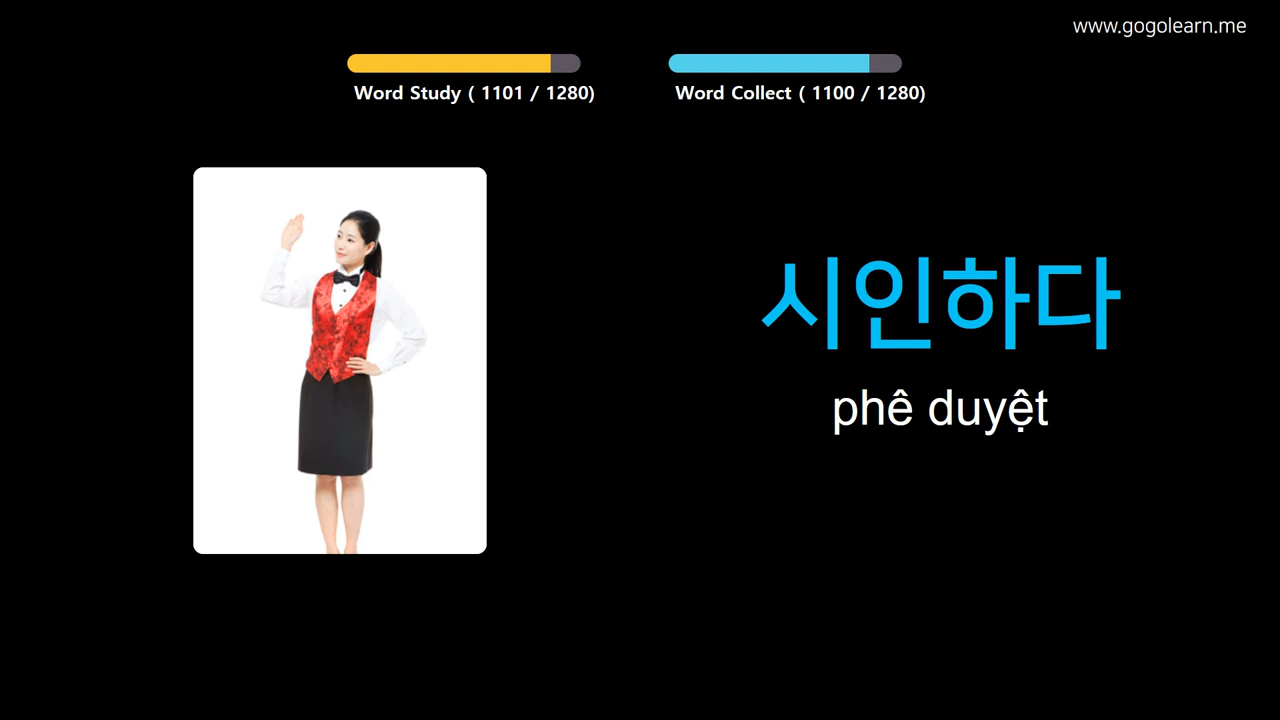 www.gogolearn.me
Word Study ( 1101 / 1280)
Word Collect ( 1100 / 1280)
시인하다
phê duyệt